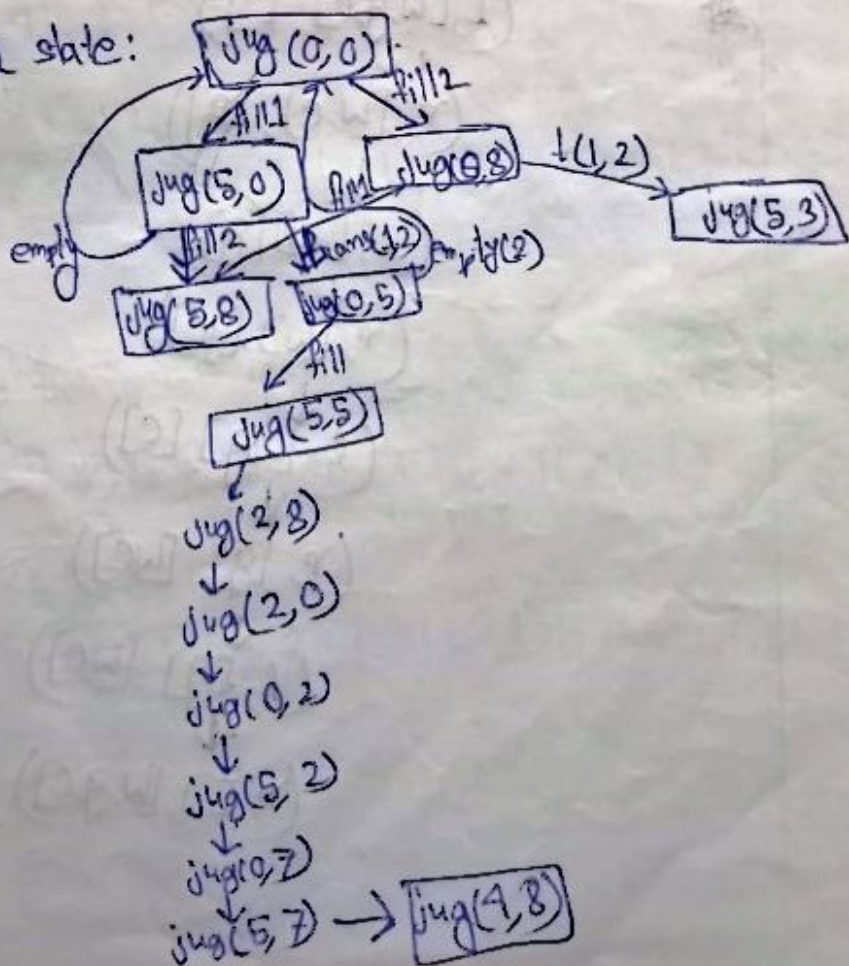 state:
jug (0,0)
fill1
fill2
jug(5,0)
jug(0,8)
t(1,2)
jug(5,3)
empty
fill2
trans(1,2)
empty(2)
jug(5,8)
jug(0,5)
fill
jug(5,5)
jug(2,8)
jug(2,0)
jug(0,2)
jug(5,2)
jug(0,7)
jug(5,7)
jug(4,8)